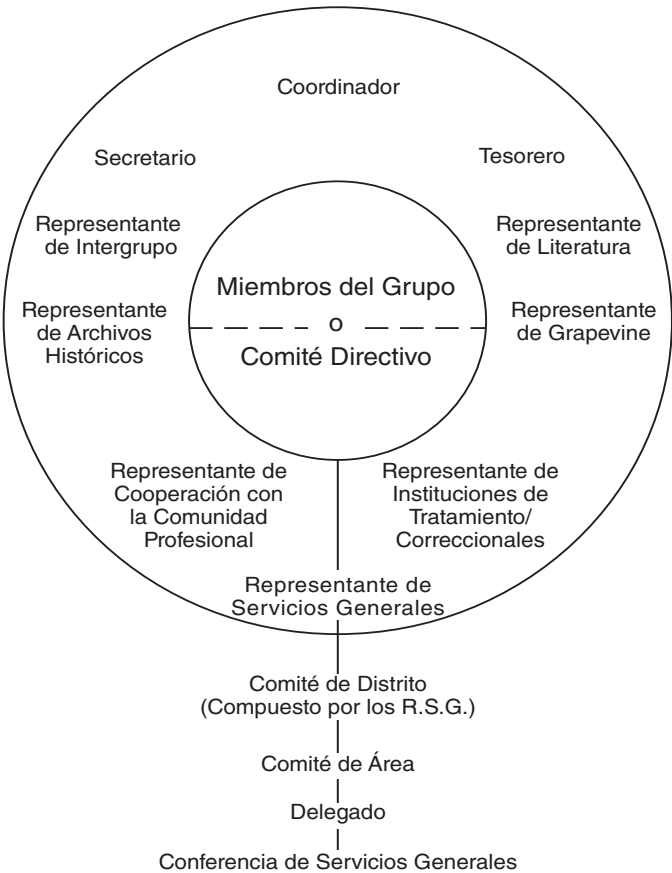 Coordinador
Secretario
Tesorero
Representante
de Intergrupo
Representante
de Literatura
Miembros del Grupo
o
Comité Directivo
Representante
de Archivos
Históricos
Representante
de Grapevine
Representante de
Cooperación con
la Comunidad
Profesional
Representante de
Instituciones de
Tratamiento/
Correccionales
Representante de
Servicios Generales
Comité de Distrito
(Compuesto por los R.S.G.)
Comité de Área
Delegado
Conferencia de Servicios Generales